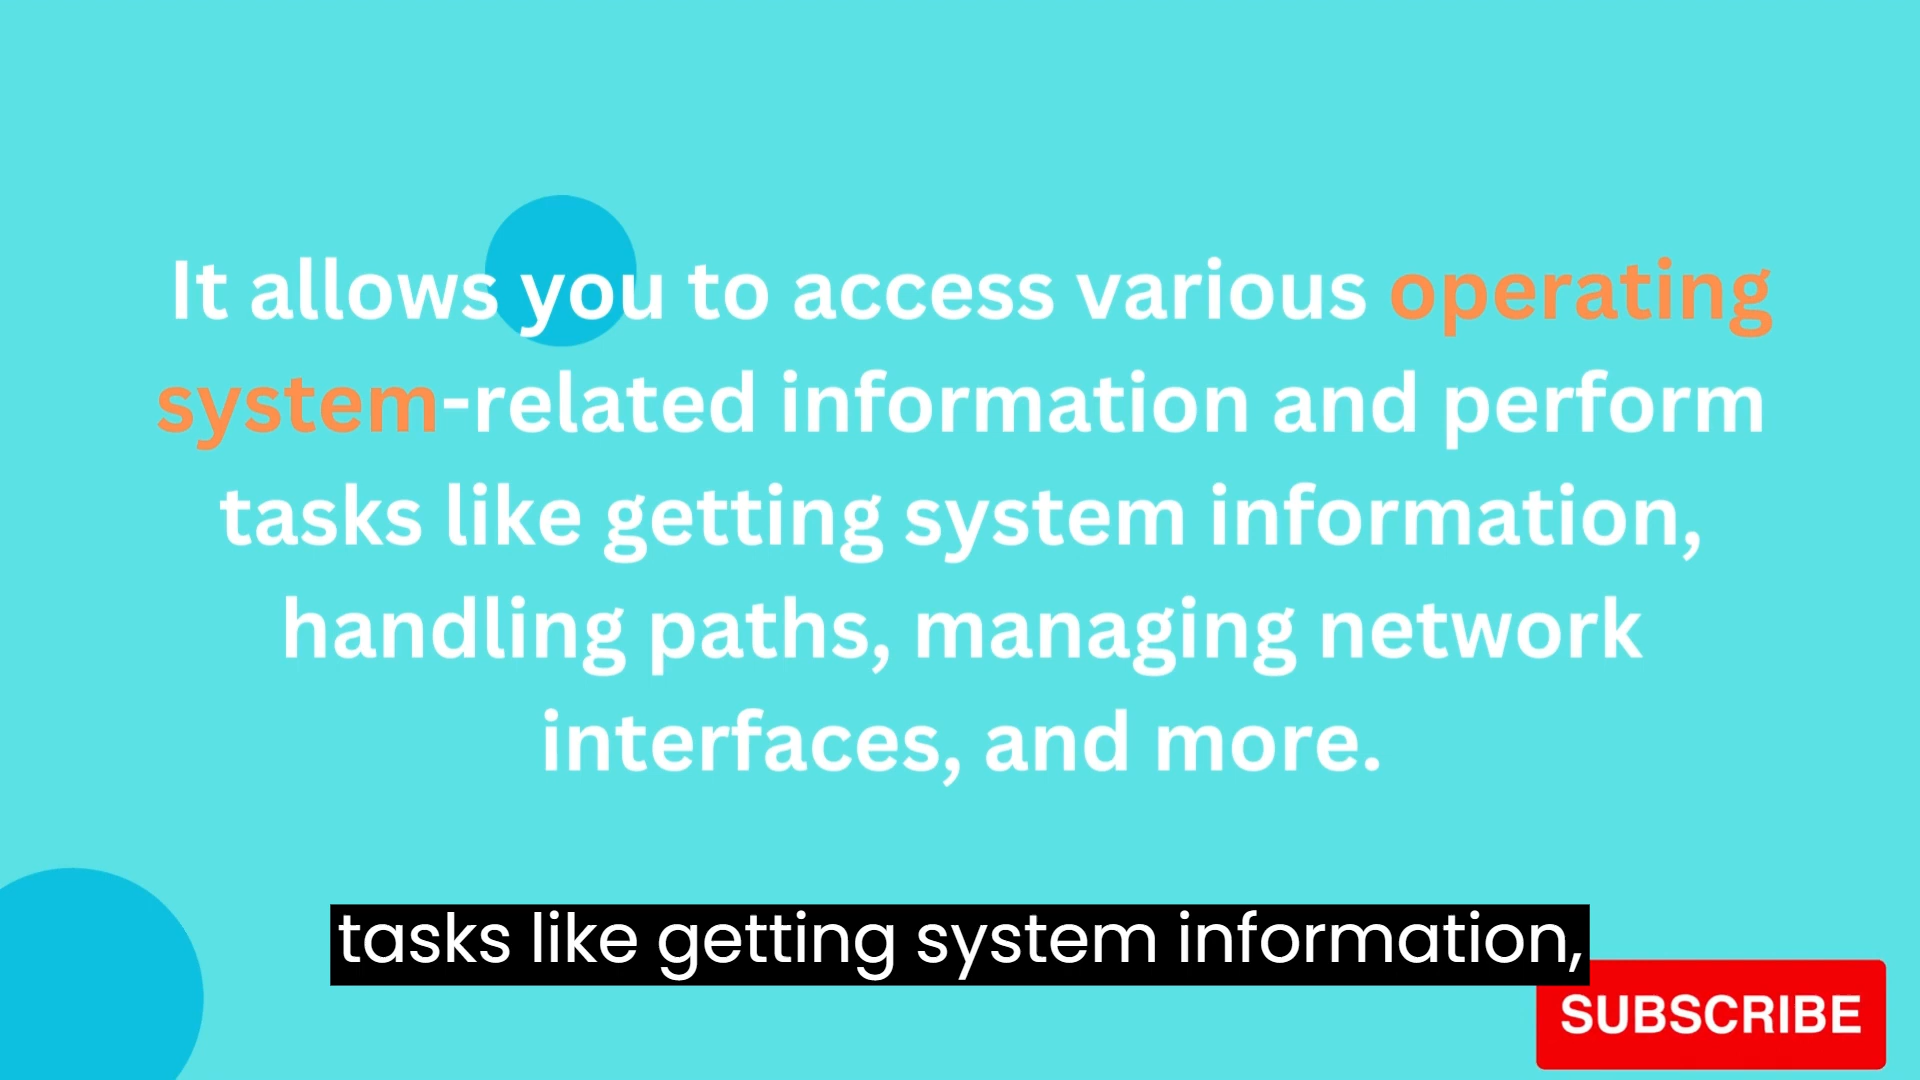 It allows you to access various operating
system-related information and perform
tasks like getting system information,
handling paths, managing network
interfaces, and more.
tasks like getting system information,
SUBSCRIBE